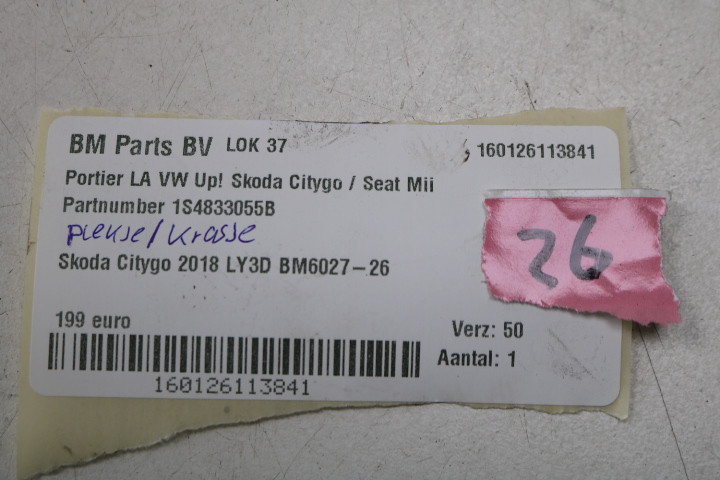 BM Parts BV LOK 37
160126113841
Portier LA VW Up! Skoda Citygo / Seat Mii
Partnumber 1S4833055B
plekse/krasse
Skoda Citygo 2018 LY3D BM6027-26
26
199 euro
Verz: 50
Aantal: 1
160126113841